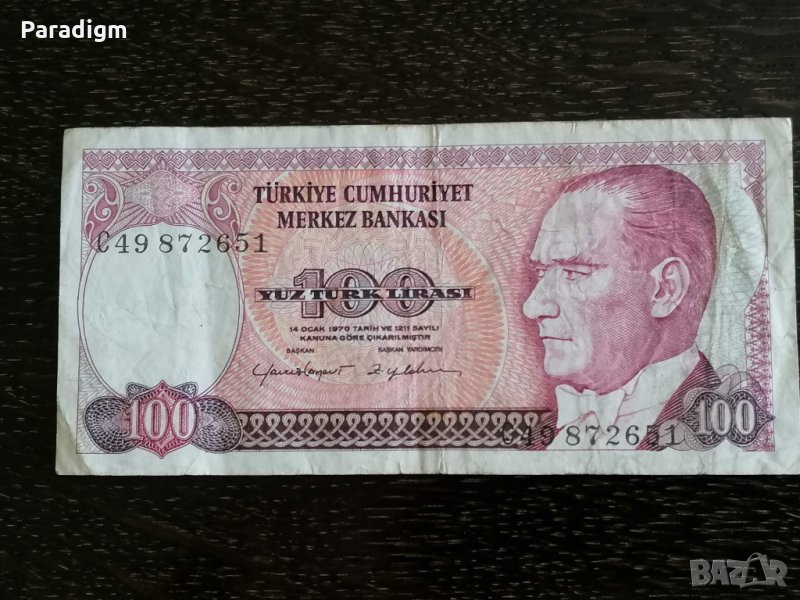 Paradigm
TÜRKİYE CUMHURİYET
MERKEZ BANKASI
C49 872651
100
YÜZ TÜRK LİRASI
14 OCAK 1970 TARİH VE 1211 SAYILI
KANUNA GÖRE ÇIKARILMIŞTIR
BAŞKAN BAŞKAN YARDIMCISI
100 100
C49 872651
BAZAR